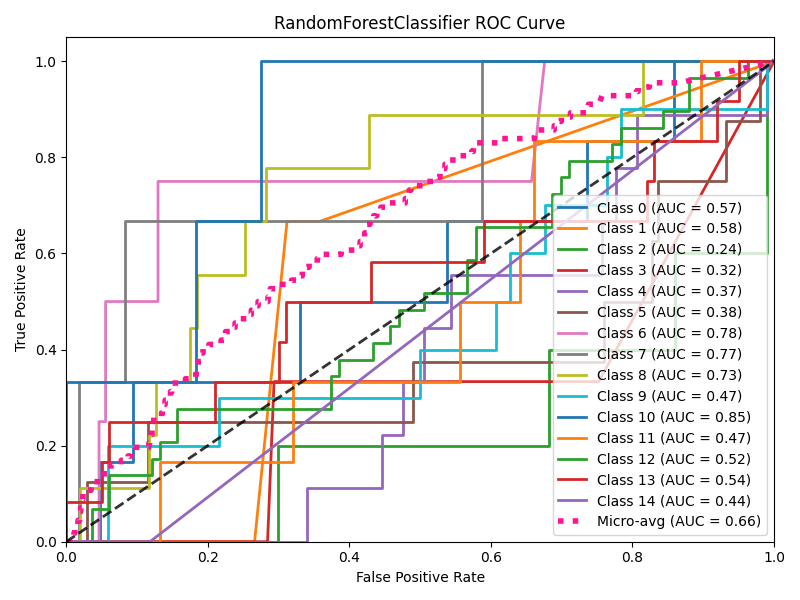 RandomForestClassifier ROC Curve
True Positive Rate
1.0
0.8
0.6
0.4
0.2
0.0
Class 0 (AUC = 0.57)
Class 1 (AUC = 0.58)
Class 2 (AUC = 0.24)
Class 3 (AUC = 0.32)
Class 4 (AUC = 0.37)
Class 5 (AUC = 0.38)
Class 6 (AUC = 0.78)
Class 7 (AUC = 0.77)
Class 8 (AUC = 0.73)
Class 9 (AUC = 0.47)
Class 10 (AUC = 0.85)
Class 11 (AUC = 0.47)
Class 12 (AUC = 0.52)
Class 13 (AUC = 0.54)
Class 14 (AUC = 0.44)
Micro-avg (AUC = 0.66)
0.0 0.2 0.4 0.6 0.8 1.0
False Positive Rate